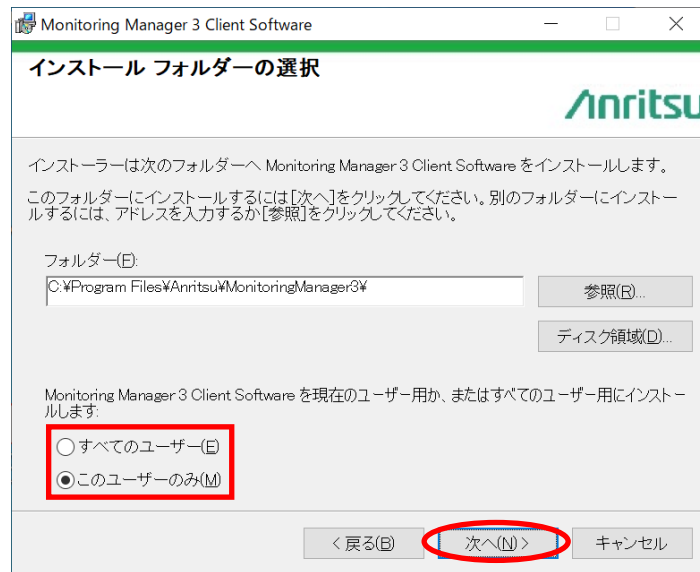 Monitoring Manager 3 Client Software
インストール フォルダーの選択
Anritsu
インストーラーは次のフォルダーへ Monitoring Manager 3 Client Software をインストールします。
このフォルダーにインストールするには[次へ]をクリックしてください。別のフォルダーにインストー
ルするには、アドレスを入力するか[参照]をクリックしてください。
フォルダー(F):
C:¥Program Files¥Anritsu¥MonitoringManager3¥
参照(R)...
ディスク領域(D)...
Monitoring Manager 3 Client Software を現在のユーザー用か、またはすべてのユーザー用にインストー
ルします:
すべてのユーザー(E)
このユーザーのみ(M)
< 戻る(B)
次へ(N) >
キャンセル